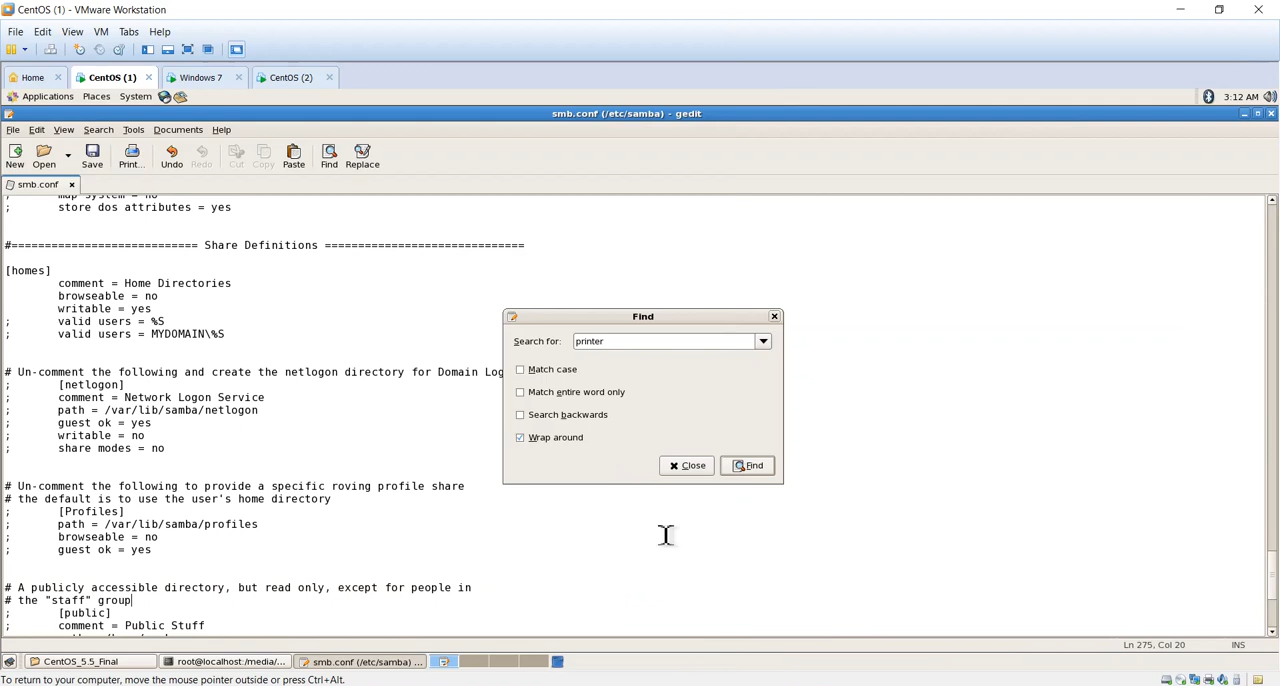 CentOS (1) - VMware Workstation
File Edit View VM Tabs Help
Home CentOS (1) Windows 7 CentOS (2)
Applications Places System 3:12 AM
smb.conf (/etc/samba) - gedit
File Edit View Search Tools Documents Help
New Open Save Print... Undo Redo Cut Copy Paste Find Replace
smb.conf
; map system = no
; store dos attributes = yes
#============================ Share Definitions ==============================
[homes]
comment = Home Directories
browseable = no
writable = yes
; valid users = %S
; valid users = MYDOMAIN\%S
# Un-comment the following and create the netlogon directory for Domain Log
; [netlogon]
; comment = Network Logon Service
; path = /var/lib/samba/netlogon
; guest ok = yes
; writable = no
; share modes = no
# Un-comment the following to provide a specific roving profile share
# the default is to use the user's home directory
; [Profiles]
; path = /var/lib/samba/profiles
; browseable = no
; guest ok = yes
# A publicly accessible directory, but read only, except for people in
# the "staff" group
; [public]
; comment = Public Stuff
Find
Search for: printer
Match case
Match entire word only
Search backwards
Wrap around
Close Find
Ln 275, Col 20 INS
CentOS_5.5_Final root@localhost:/media/... smb.conf (/etc/samba) ...
To return to your computer, move the mouse pointer outside or press Ctrl+Alt.